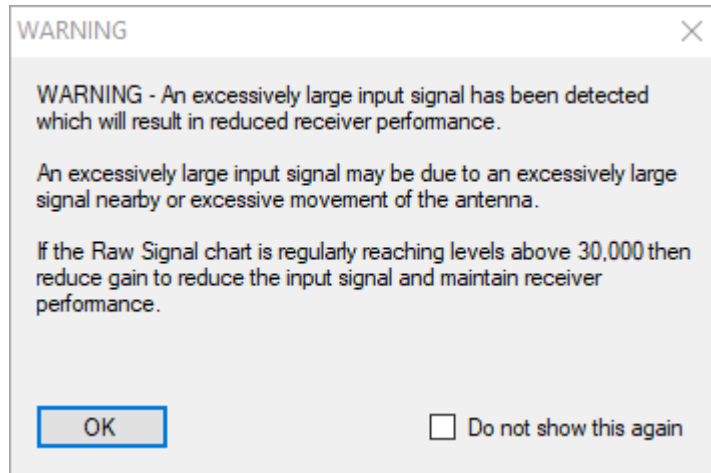 WARNING
WARNING - An excessively large input signal has been detected
which will result in reduced receiver performance.
An excessively large input signal may be due to an excessively large
signal nearby or excessive movement of the antenna.
If the Raw Signal chart is regularly reaching levels above 30,000 then
reduce gain to reduce the input signal and maintain receiver
performance.
OK
Do not show this again